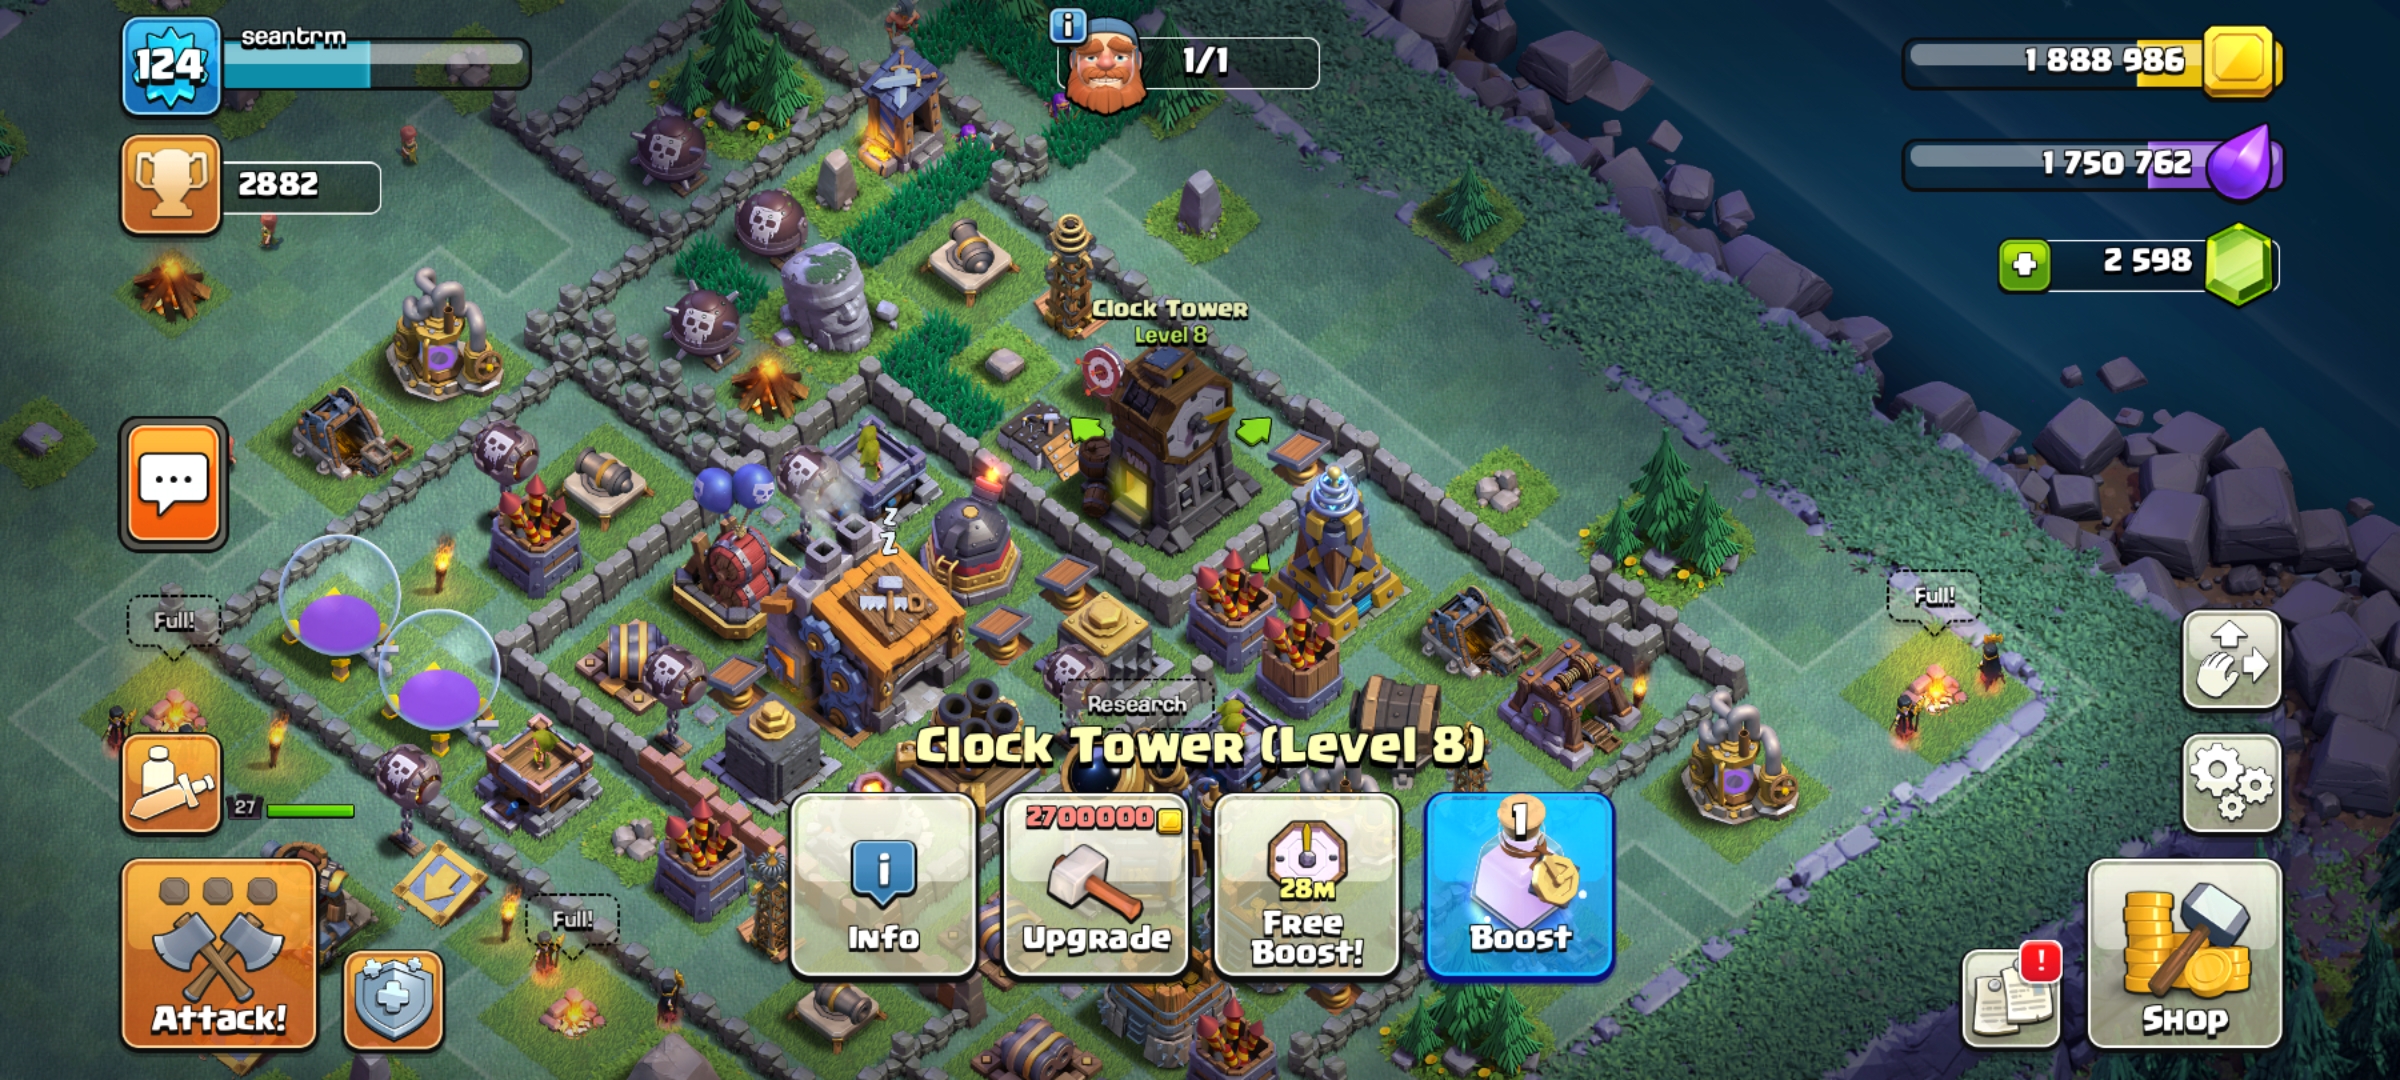 124
seantrm
1/1
1 888 986
2882
1 750 762
2 598
Clock Tower
Level 8
z
z
Full!
Full!
Research
Clock Tower (Level 8)
27
2700000
1
28M
Full!
Info
Upgrade
Free
Boost!
Boost
!
Attack!
Shop